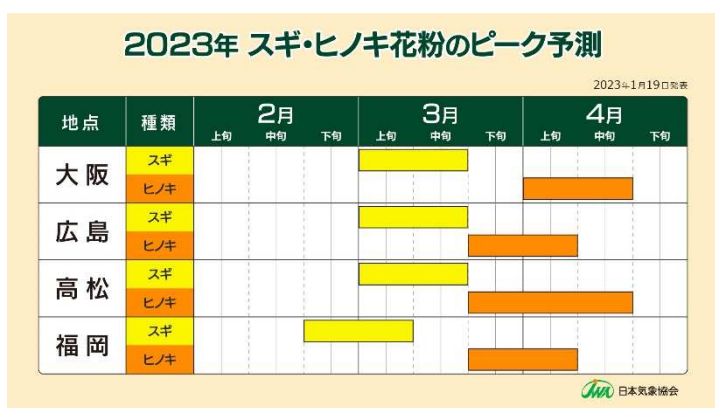 2023年 スギ・ヒノキ花粉のピーク予測
2023年1月19日発表
地点 種類 2月 3月 4月
上旬 中旬 下旬 上旬 中旬 下旬 上旬 中旬 下旬
大阪 スギ
ヒノキ
広島 スギ
ヒノキ
高松 スギ
ヒノキ
福岡 スギ
ヒノキ
JWA 日本気象協会